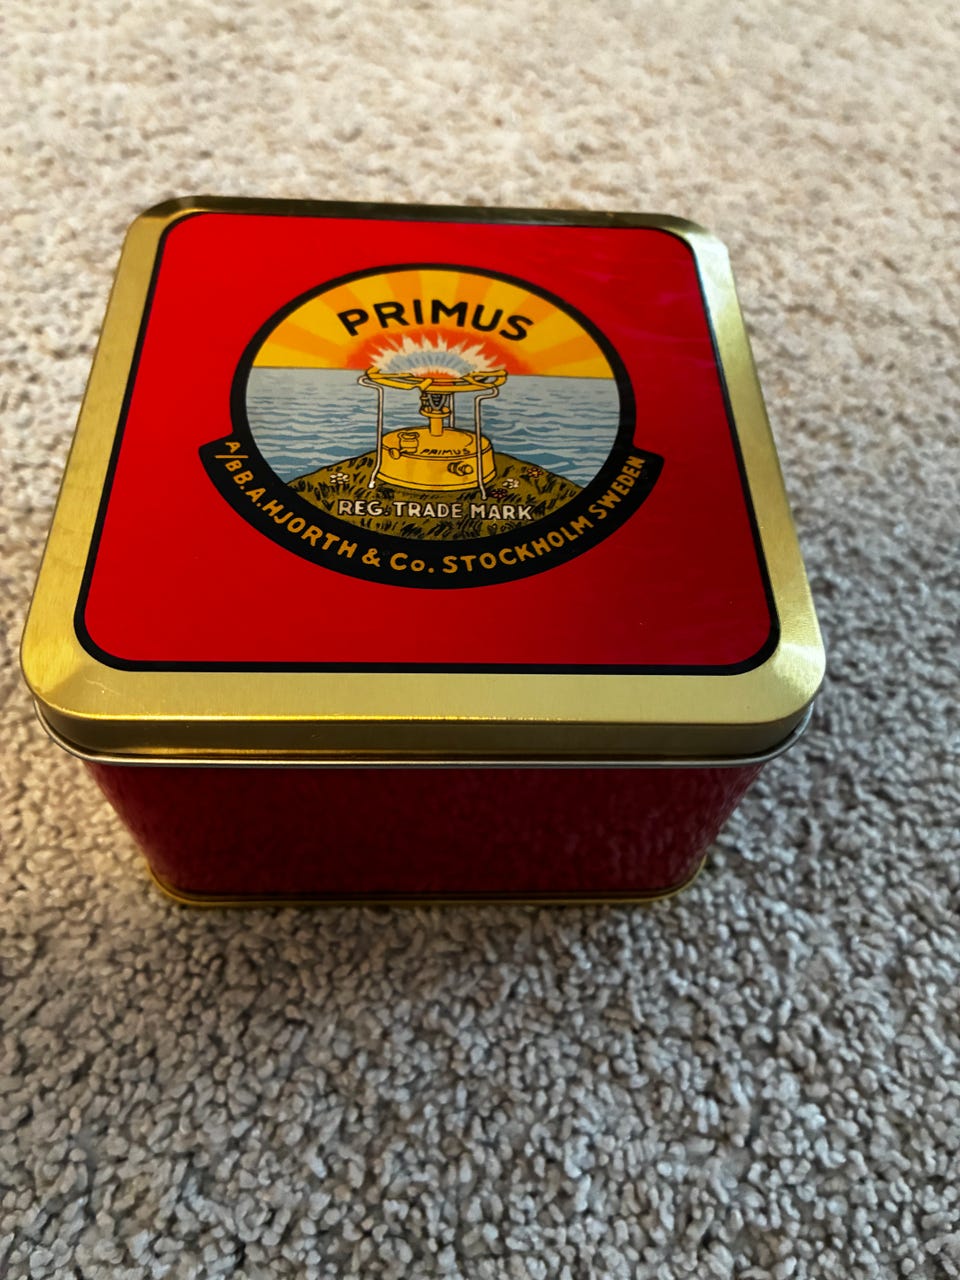 PRIMUS
PRIMUS
REG. TRADE MARK
A/B B.A. HJORTH & Co. STOCKHOLM SWEDEN